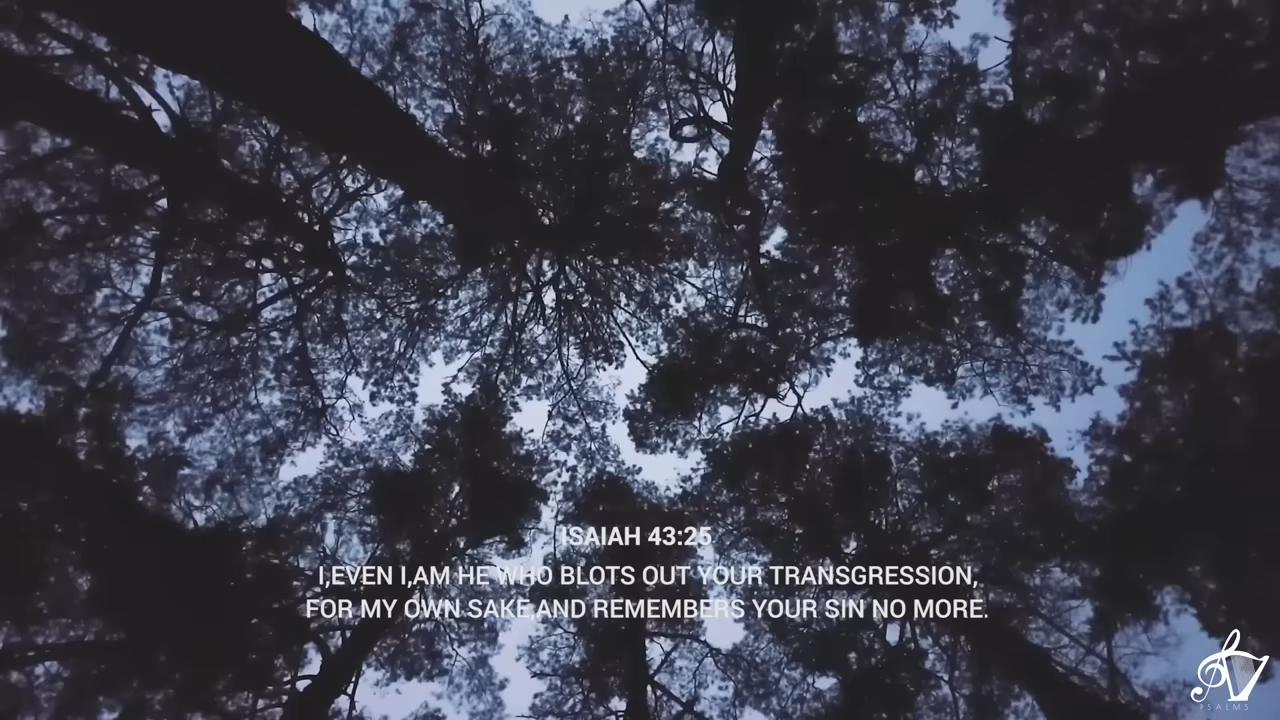 ISAIAH 43:25
I,EVEN I,AM HE WHO BLOTS OUT YOUR TRANSGRESSION,
FOR MY OWN SAKE,AND REMEMBERS YOUR SIN NO MORE.
PSALMS